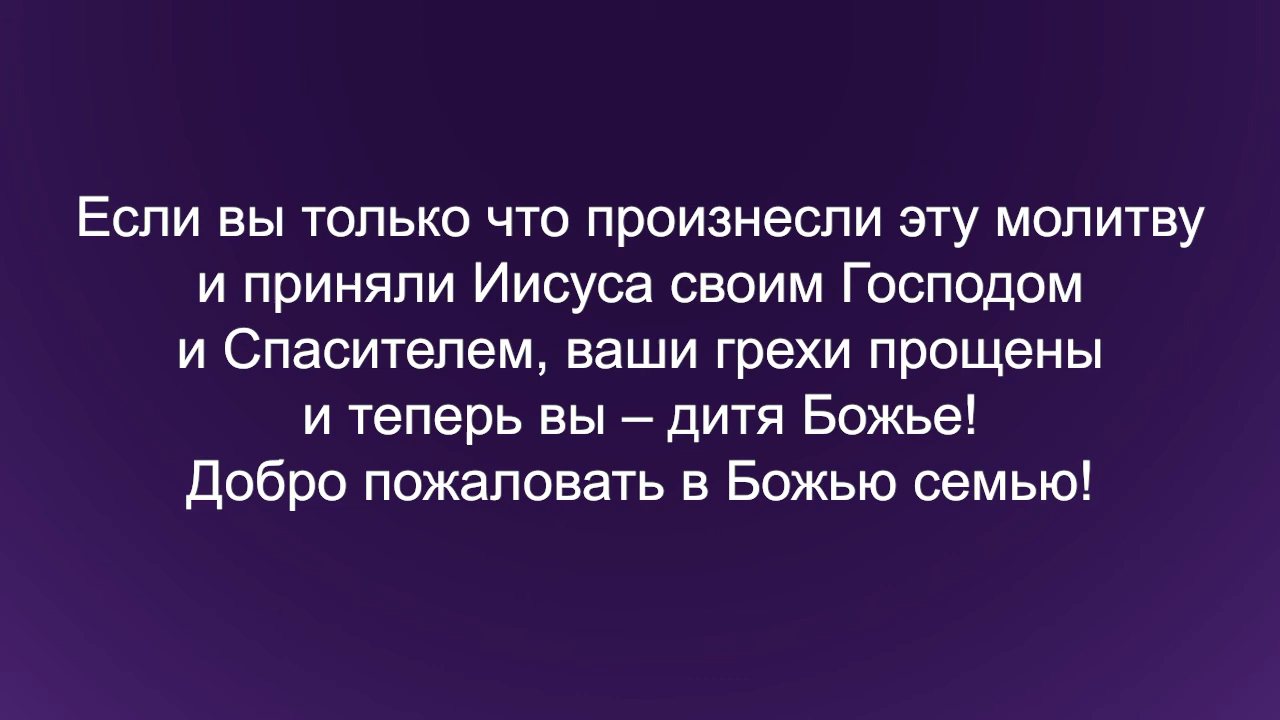 Если вы только что произнесли эту молитву
и приняли Иисуса своим Господом
и Спасителем, ваши грехи прощены
и теперь вы – дитя Божье!
Добро пожаловать в Божью семью!